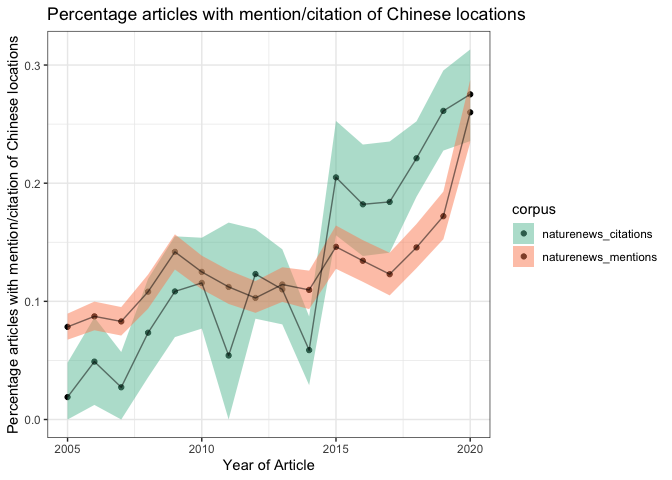 Percentage articles with mention/citation of Chinese locations
Percentage articles with mention/citation of Chinese locations
0.3
0.2
0.1
0.0
2005 2010 2015 2020
Year of Article
corpus
naturenews_citations
naturenews_mentions